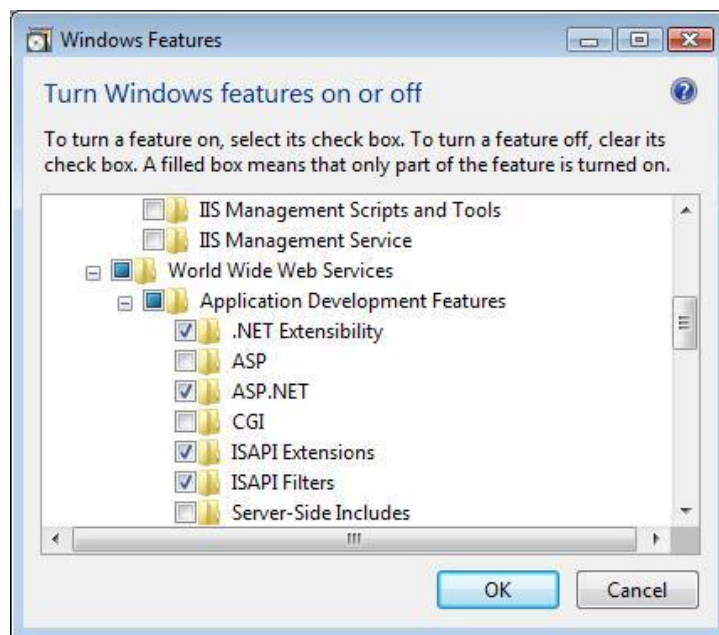 Windows Features
Turn Windows features on or off
To turn a feature on, select its check box. To turn a feature off, clear its
check box. A filled box means that only part of the feature is turned on.
IIS Management Scripts and Tools
IIS Management Service
World Wide Web Services
Application Development Features
.NET Extensibility
ASP
ASP.NET
CGI
ISAPI Extensions
ISAPI Filters
Server-Side Includes
OK Cancel